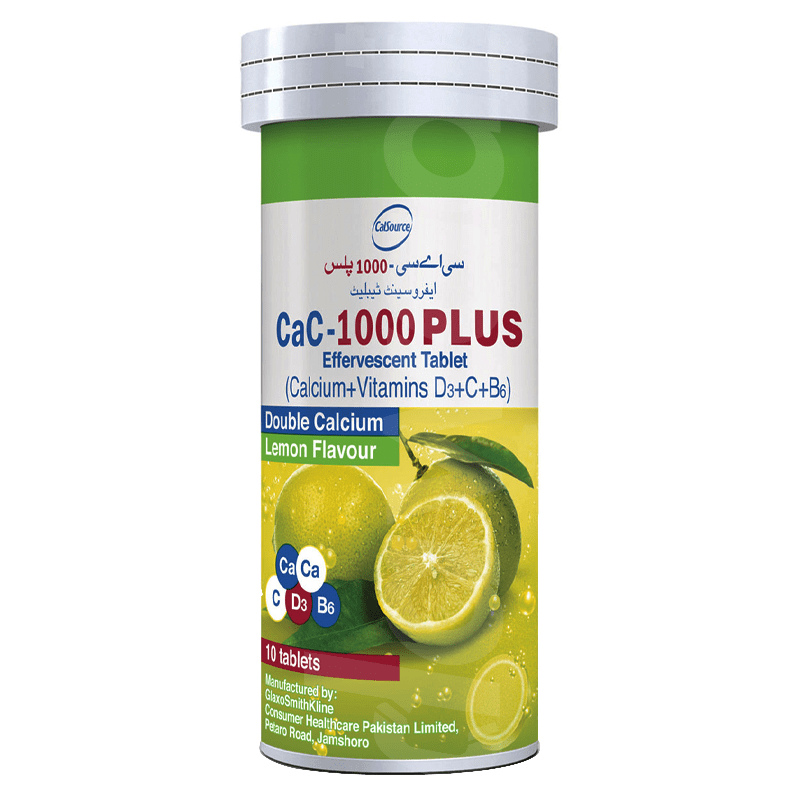 CalSource
سی اے سی - 1000 پلس
ایفروسینٹ ٹیبلیٹ
CaC-1000 PLUS
Effervescent Tablet
(Calcium+Vitamins D3+C+B6)
Double Calcium
Lemon Flavour
Ca Ca
C D3 B6
10 tablets
Manufactured by:
GlaxoSmithKline
Consumer Healthcare Pakistan Limited,
Petaro Road, Jamshoro